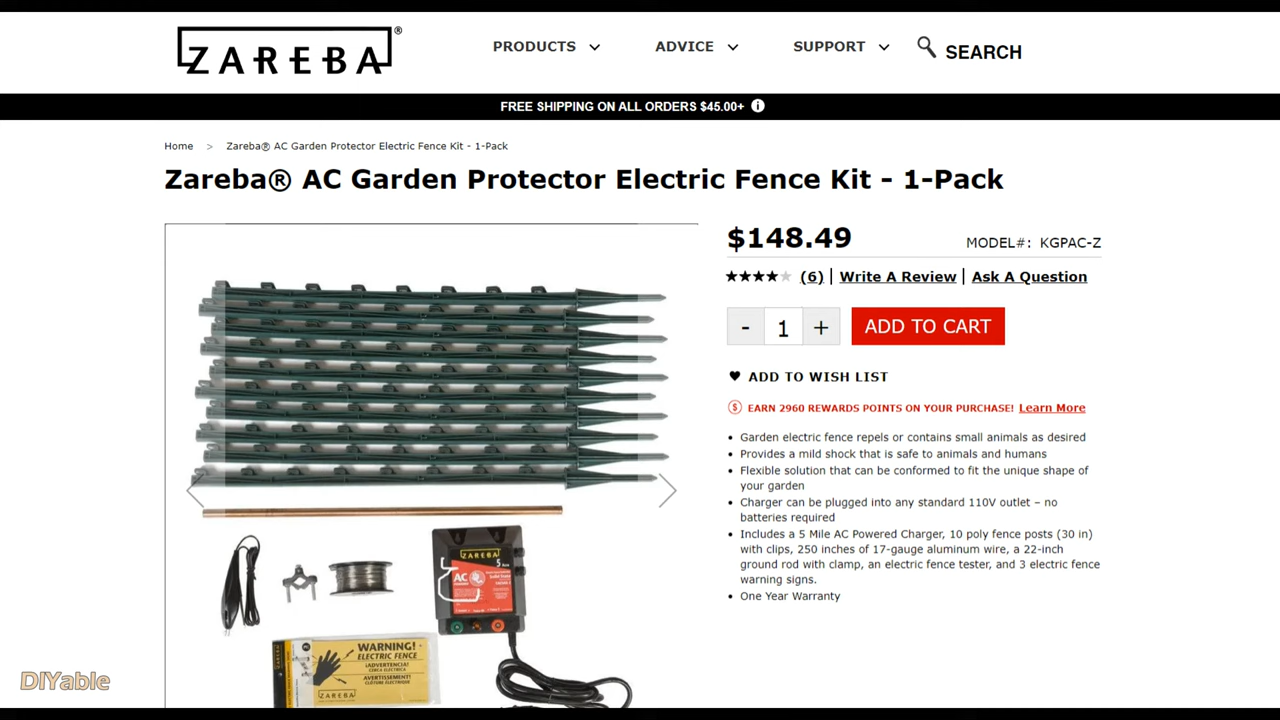 ZAREBA®
PRODUCTS
ADVICE
SUPPORT
SEARCH
FREE SHIPPING ON ALL ORDERS $45.00+
Home > Zareba® AC Garden Protector Electric Fence Kit - 1-Pack
Zareba® AC Garden Protector Electric Fence Kit - 1-Pack
$148.49
MODEL#: KGPAC-Z
(6) | Write A Review | Ask A Question
- 1 +
ADD TO CART
ADD TO WISH LIST
EARN 2960 REWARDS POINTS ON YOUR PURCHASE! Learn More
• Garden electric fence repels or contains small animals as desired
• Provides a mild shock that is safe to animals and humans
• Flexible solution that can be conformed to fit the unique shape of
your garden
• Charger can be plugged into any standard 110V outlet – no
batteries required
• Includes a 5 Mile AC Powered Charger, 10 poly fence posts (30 in)
with clips, 250 inches of 17-gauge aluminum wire, a 22-inch
ground rod with clamp, an electric fence tester, and 3 electric fence
warning signs.
• One Year Warranty
ZAREBA
5
AC
WARNING!
ELECTRIC FENCE
¡ADVERTENCIA!
CERCA ELÉCTRICA
AVERTISSEMENT!
CLÔTURE ÉLECTRIQUE
ZAREBA
DIYable